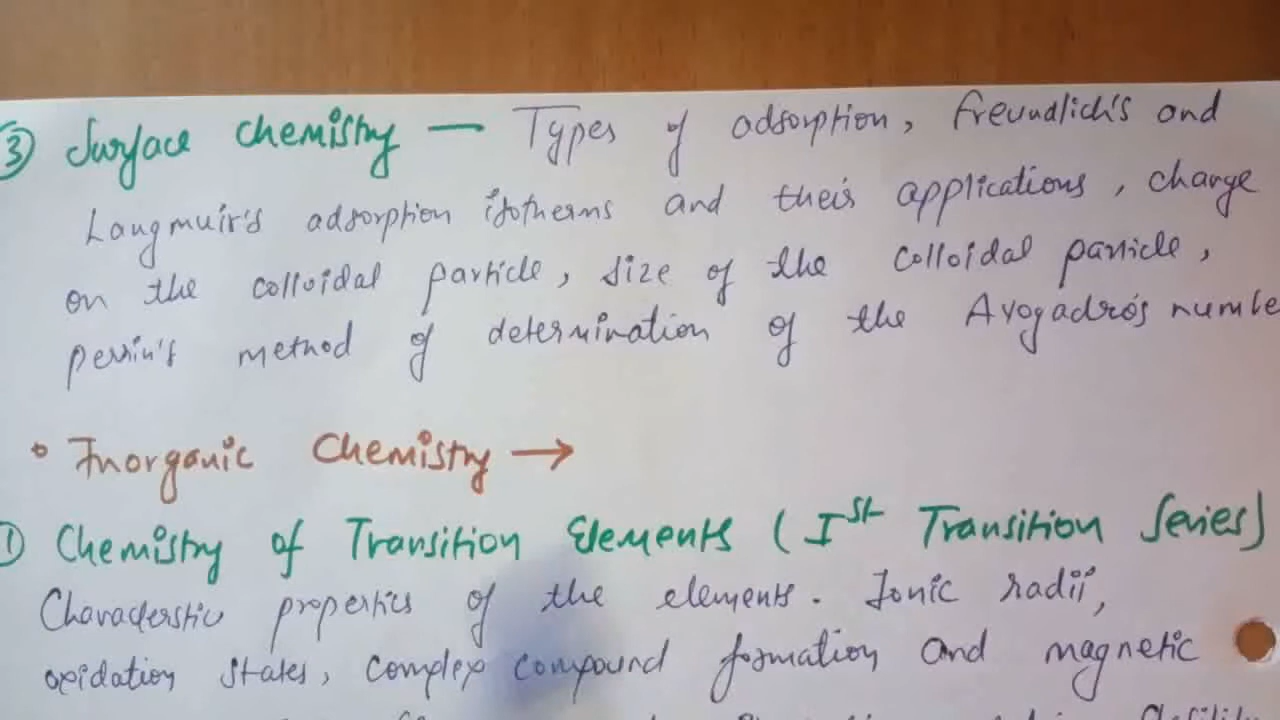 ③ Surface chemistry — Types of adsorption, Freundlich's and
Langmuir's adsorption isotherms and their applications, charge
on the colloidal particle, size of the colloidal particle,
perrin's method of determination of the Avogadro's numbe
• Inorganic Chemistry →
① Chemistry of Transition Elements (Ist Transition Series)
Characterstic properties of the elements. Ionic radii,
oxidation states, complex compound formation and magnetic